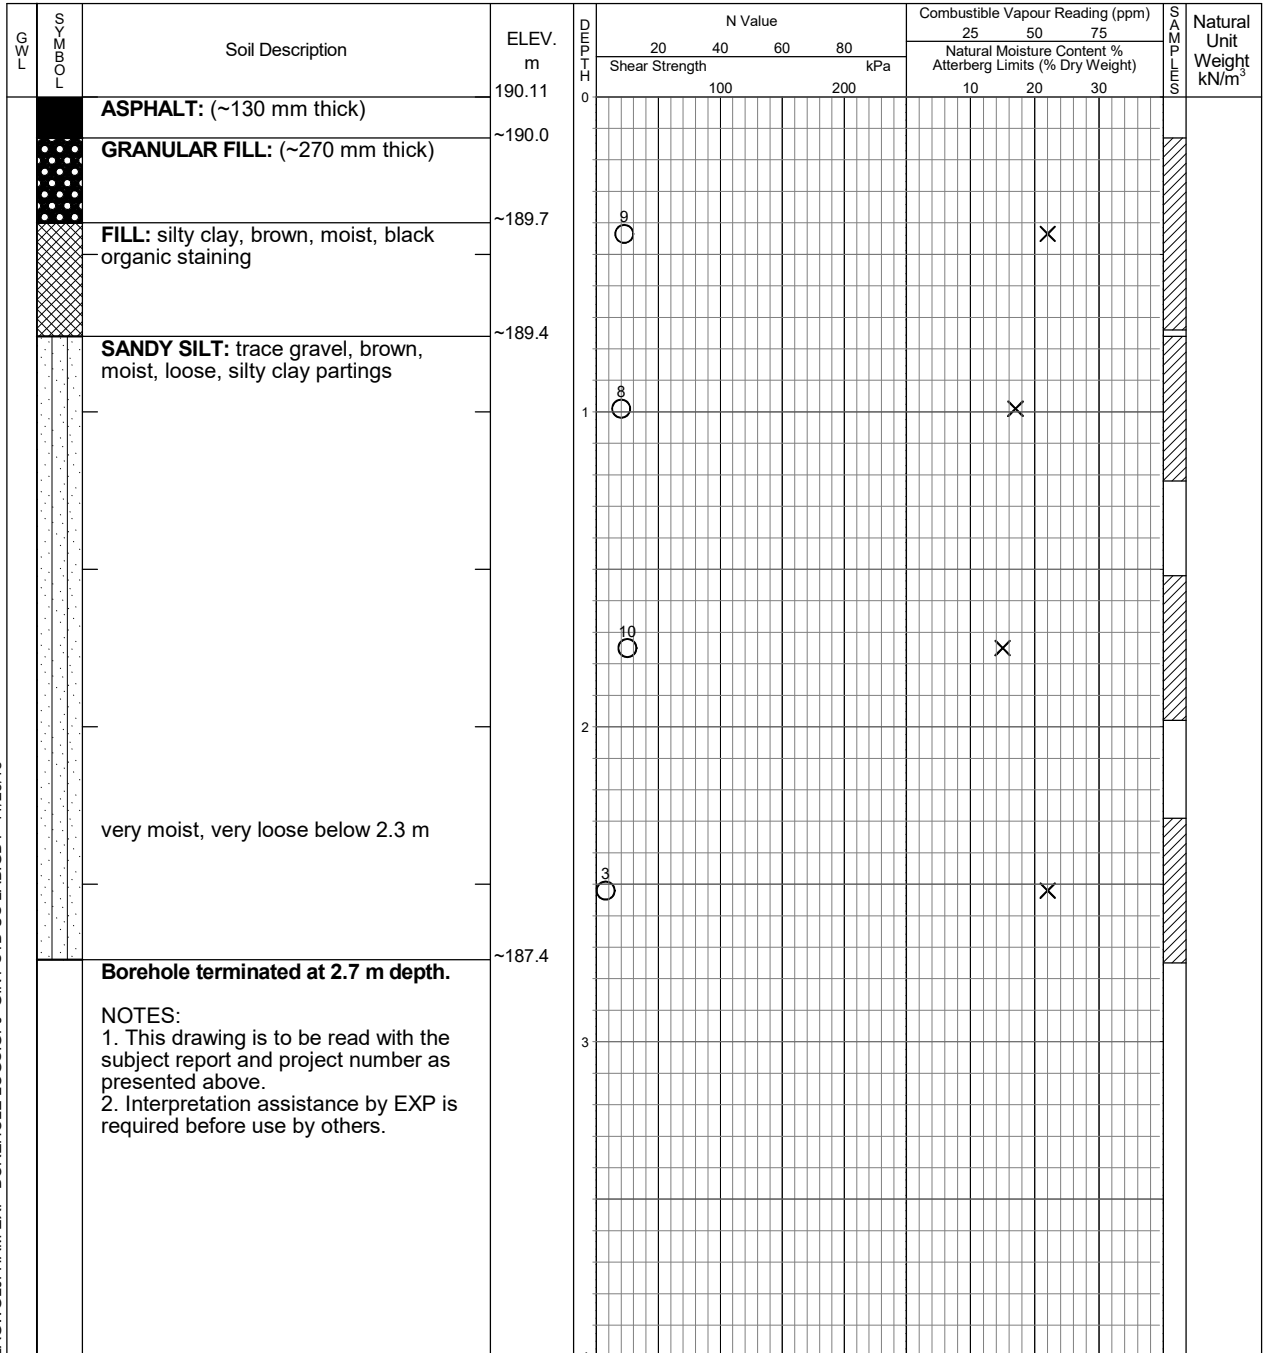 GWL
SYMBOL
Soil Description
ELEV.
m
DEPTH
N Value
20 40 60 80
Shear Strength kPa
100 200
Combustible Vapour Reading (ppm)
25 50 75
Natural Moisture Content %
Atterberg Limits (% Dry Weight)
10 20 30
SAMPLES
Natural
Unit
Weight
kN/m³
190.11
0
ASPHALT: (~130 mm thick)
~190.0
GRANULAR FILL: (~270 mm thick)
~189.7
9
FILL: silty clay, brown, moist, black
organic staining
~189.4
SANDY SILT: trace gravel, brown,
moist, loose, silty clay partings
8
1
10
2
very moist, very loose below 2.3 m
3
~187.4
Borehole terminated at 2.7 m depth.
NOTES:
1. This drawing is to be read with the
subject report and project number as
presented above.
2. Interpretation assistance by EXP is
required before use by others.
3